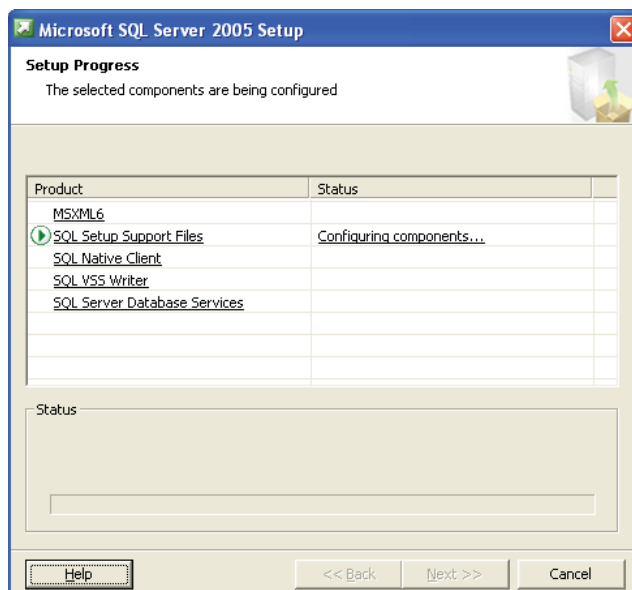 Microsoft SQL Server 2005 Setup
Setup Progress
The selected components are being configured
Product Status
MSXML6
SQL Setup Support Files Configuring components...
SQL Native Client
SQL VSS Writer
SQL Server Database Services
Status
Help << Back Next >> Cancel